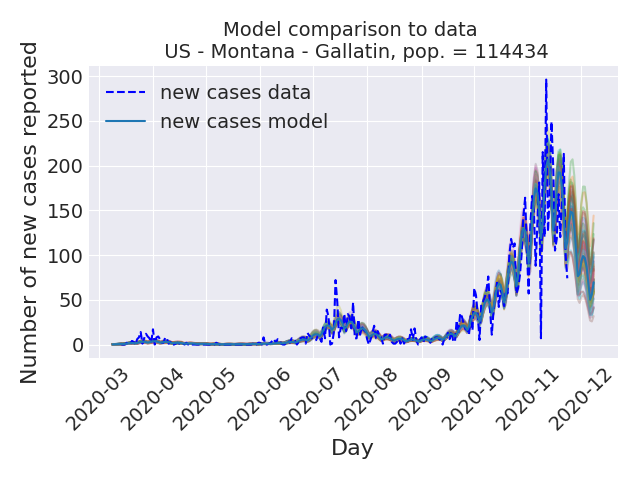 Model comparison to data
US - Montana - Gallatin, pop. = 114434
Number of new cases reported
300
250
200
150
100
50
0
new cases data
new cases model
2020-03
2020-04
2020-05
2020-06
2020-07
2020-08
2020-09
2020-10
2020-11
2020-12
Day